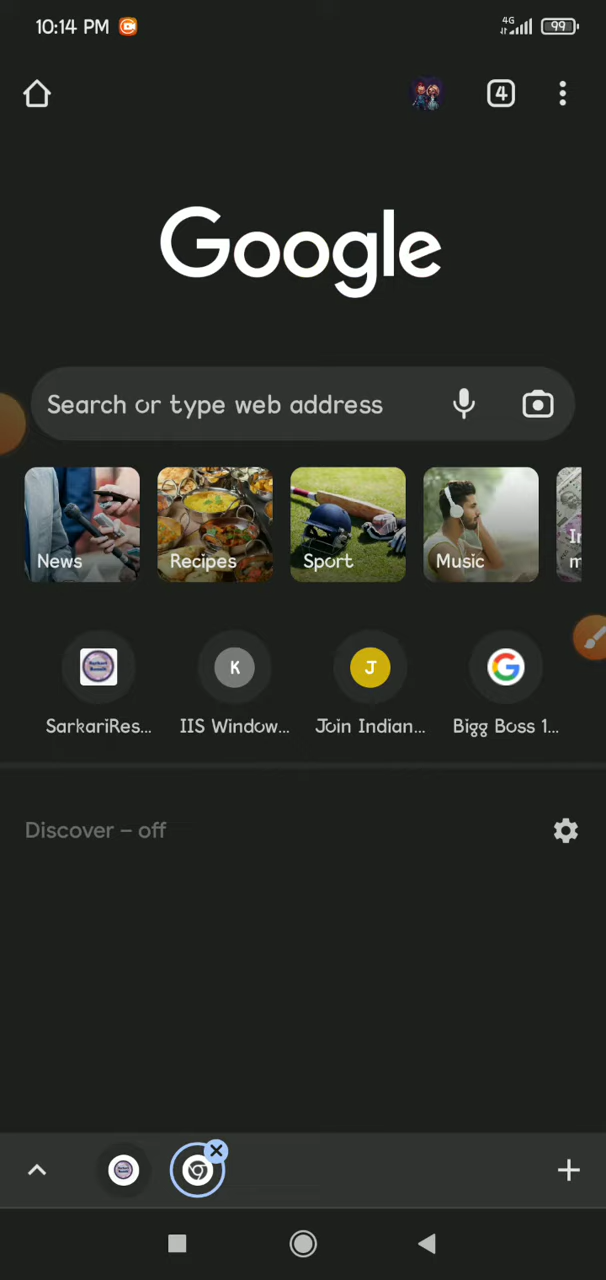 10:14 PM 4G 99
4
Google
Search or type web address
News Recipes Sport Music
SarkariRes... IIS Window... Join Indian... Bigg Boss 1...
K J G
Discover – off